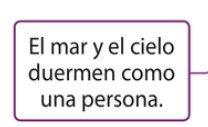 El mar y el cielo
duermen como
una persona.